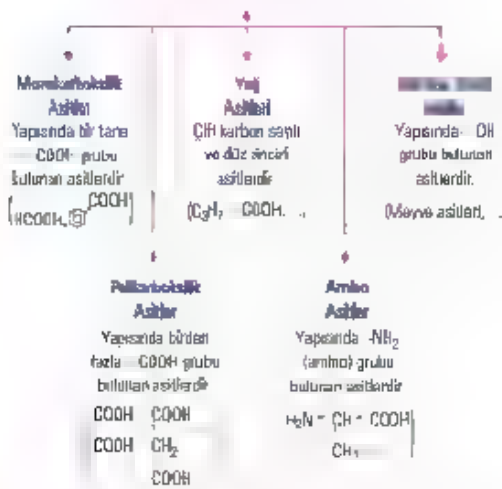 Monokarboksilik
Asitler
Yapısında bir tane
-COOH grubu
bulunan asitlerdir
HCOOH, COOH
Yağ
Asitleri
Çift karbon sayılı
ve düz zincirli
asitlerdir
(C₃H₇ - COOH, ..
Yapısında - OH
grubu bulunan
asitlerdir.
(Meyve asitleri, ..
Polikarboksilik
Asitler
Yapısında birden
fazla -COOH grubu
bulunan asitlerdir
COOH COOH
COOH CH₂
COOH
Amino
Asitler
Yapısında -NH₂
(amino) grubu
bulunan asitlerdir
H₂N - CH - COOH